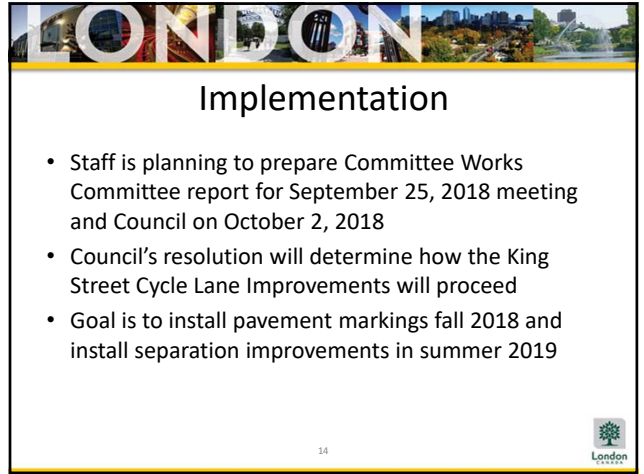 LONDON
Implementation
• Staff is planning to prepare Committee Works
Committee report for September 25, 2018 meeting
and Council on October 2, 2018
• Council's resolution will determine how the King
Street Cycle Lane Improvements will proceed
• Goal is to install pavement markings fall 2018 and
install separation improvements in summer 2019
14
London
CANADA